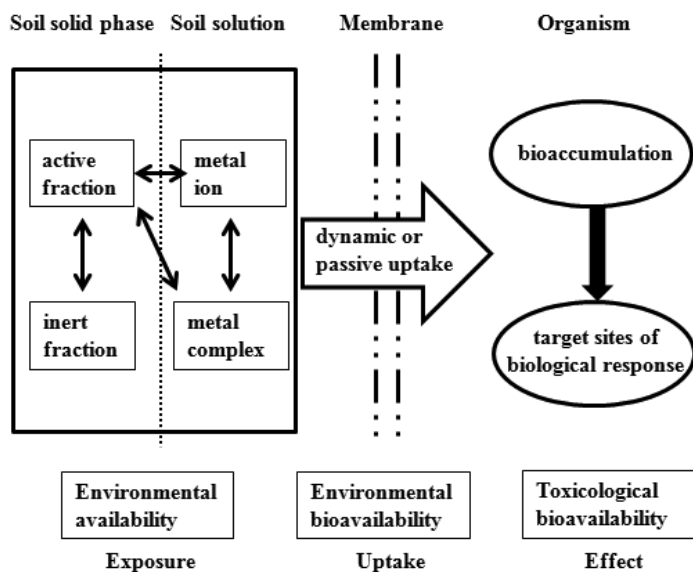 Soil solid phase
Soil solution
Membrane
Organism
active
fraction
metal
ion
inert
fraction
metal
complex
dynamic or
passive uptake
bioaccumulation
target sites of
biological response
Environmental
availability
Environmental
bioavailability
Toxicological
bioavailability
Exposure
Uptake
Effect